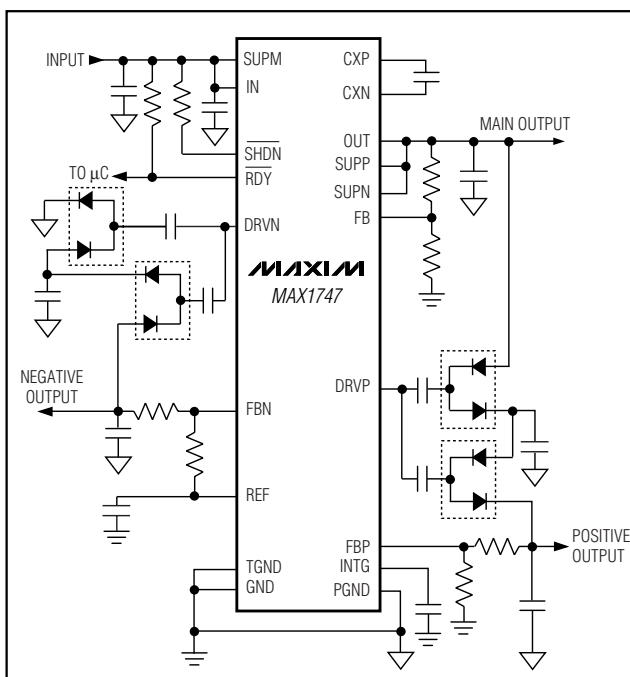 INPUT
SUPM
IN
SHDN
RDY
TO μC
DRVN
MAXIM
MAX1747
NEGATIVE
OUTPUT
FBN
REF
TGND
GND
CXP
CXN
OUT
MAIN OUTPUT
SUPP
SUPN
FB
DRVP
FBP
POSITIVE
OUTPUT
INTG
PGND